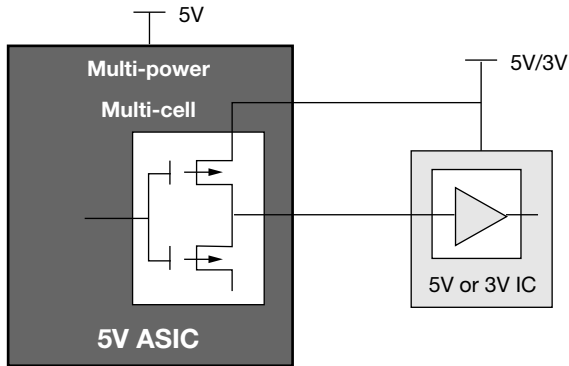 5V
Multi-power
Multi-cell
5V/3V
5V or 3V IC
5V ASIC